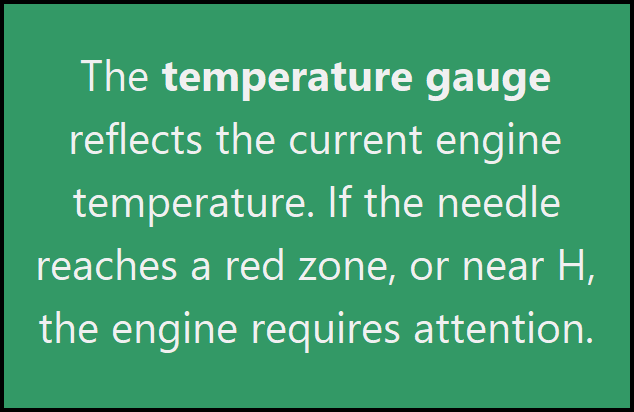 The temperature gauge
reflects the current engine
temperature. If the needle
reaches a red zone, or near H,
the engine requires attention.